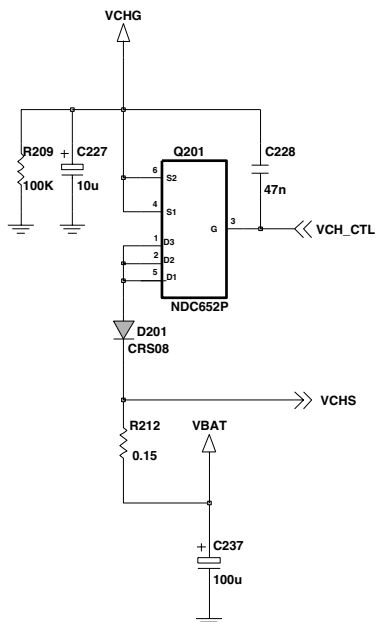 VCHG
R209
100K
+ C227
10u
Q201
6 S2
4 S1
1 D3
2 D2
5 D1
G 3
NDC652P
C228
47n
VCH_CTL
D201
CRS08
VCHS
R212
0.15
VBAT
+ C237
100u